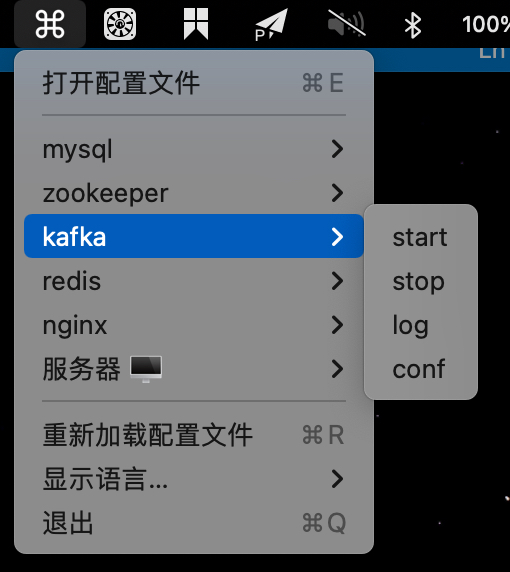 P 100%
Ln
打开配置文件 ⌘E
mysql
zookeeper
kafka
start
redis
stop
nginx
log
服务器
conf
重新加载配置文件 ⌘R
显示语言...
退出 ⌘Q